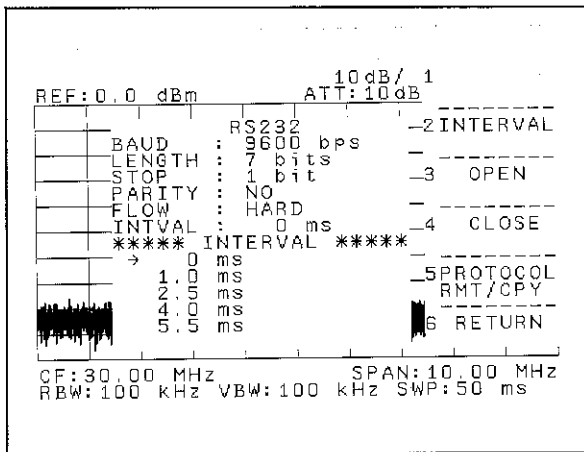 10dB/ 1
REF:0.0 dBm ATT:10dB
RS232
BAUD : 9600 bps
LENGTH : 7 bits
STOP : 1 bit
PARITY : NO
FLOW : HARD
INTVAL : 0 ms
***** INTERVAL *****
→ 0 ms
1.0 ms
2.5 ms
4.0 ms
5.5 ms
2 INTERVAL
3 OPEN
4 CLOSE
5 PROTOCOL
RMT/CPY
6 RETURN
CF:30.00 MHz SPAN:10.00 MHz
RBW:100 kHz VBW:100 kHz SWP:50 ms